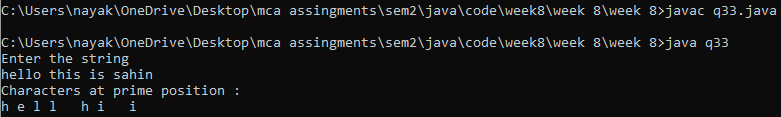 C:\Users\nayak\OneDrive\Desktop\mca assingments\sem2\java\code\week8\week 8\week 8>javac q33.java
C:\Users\nayak\OneDrive\Desktop\mca assingments\sem2\java\code\week8\week 8\week 8>java q33
Enter the string
hello this is sahin
Characters at prime position :
h e l l   h i   i